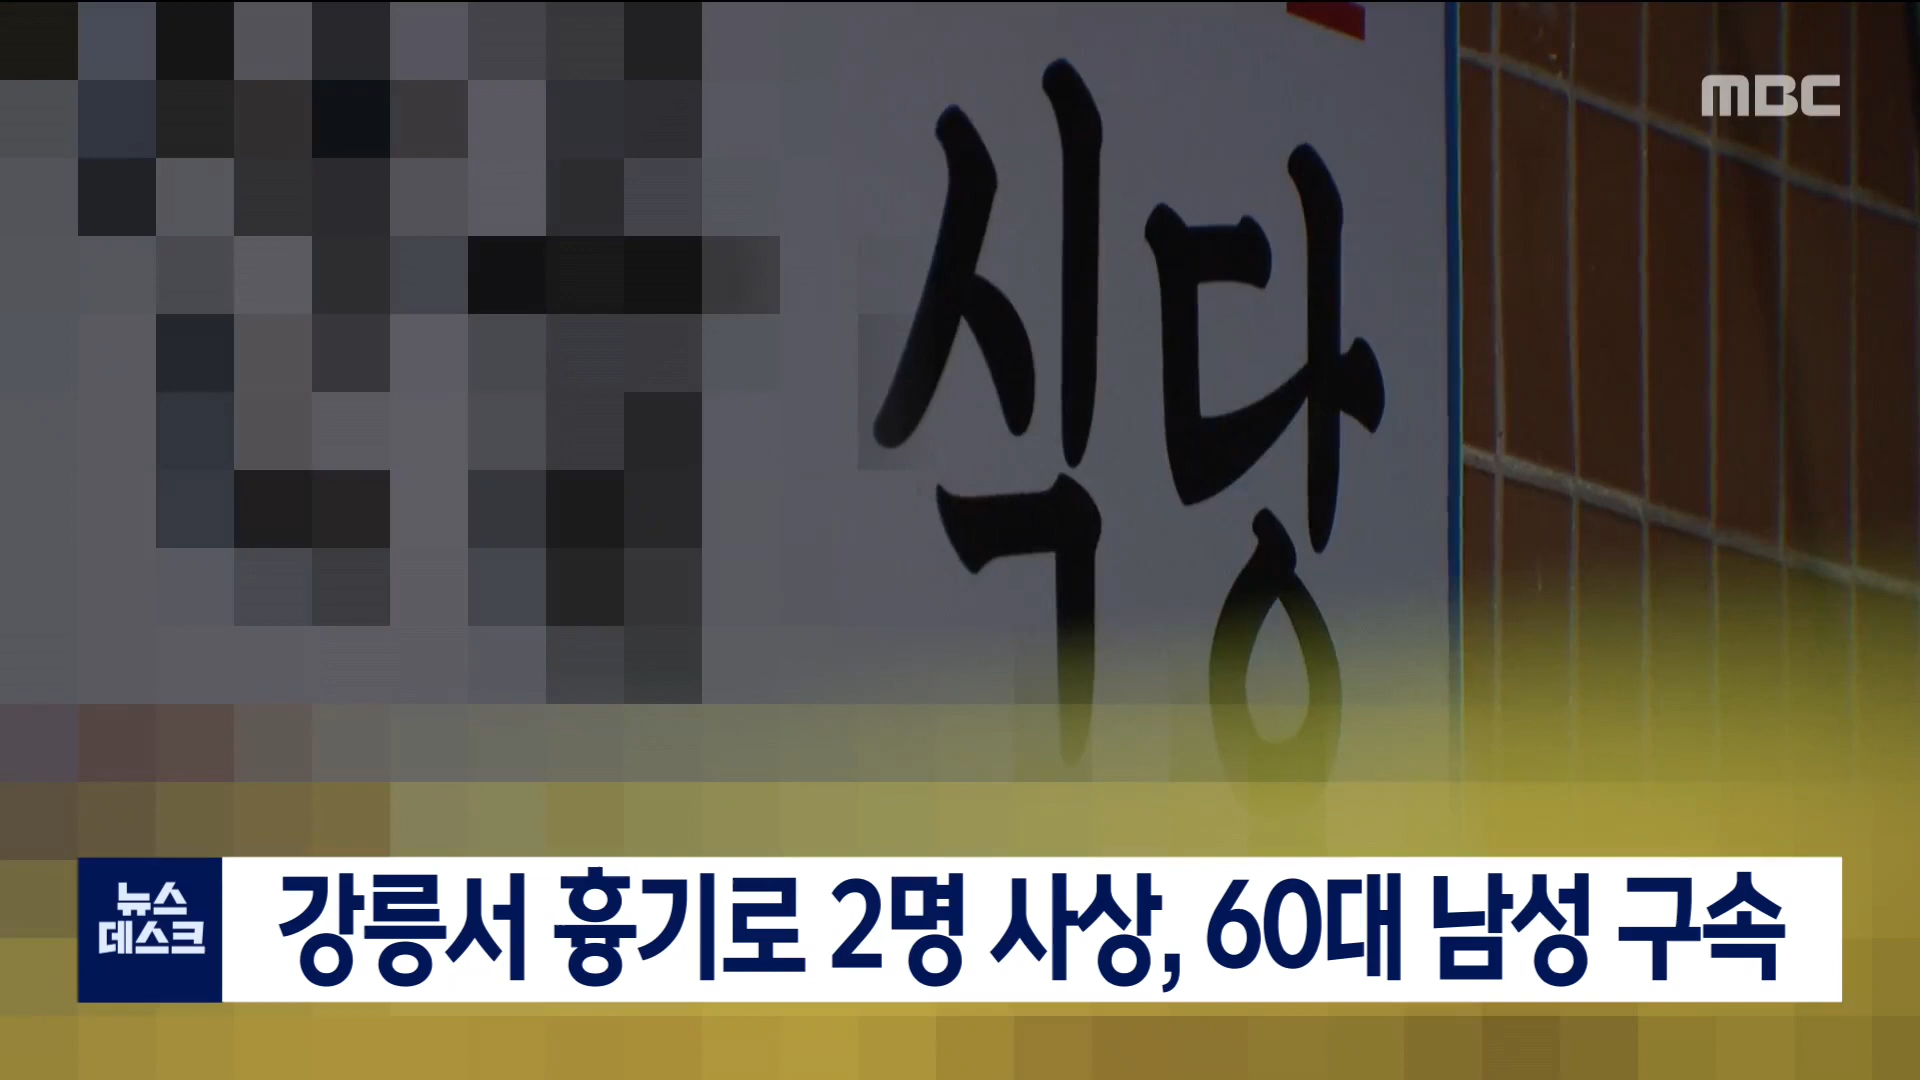 MBC
식당
뉴스
데스크
강릉서 흉기로 2명 사상, 60대 남성 구속